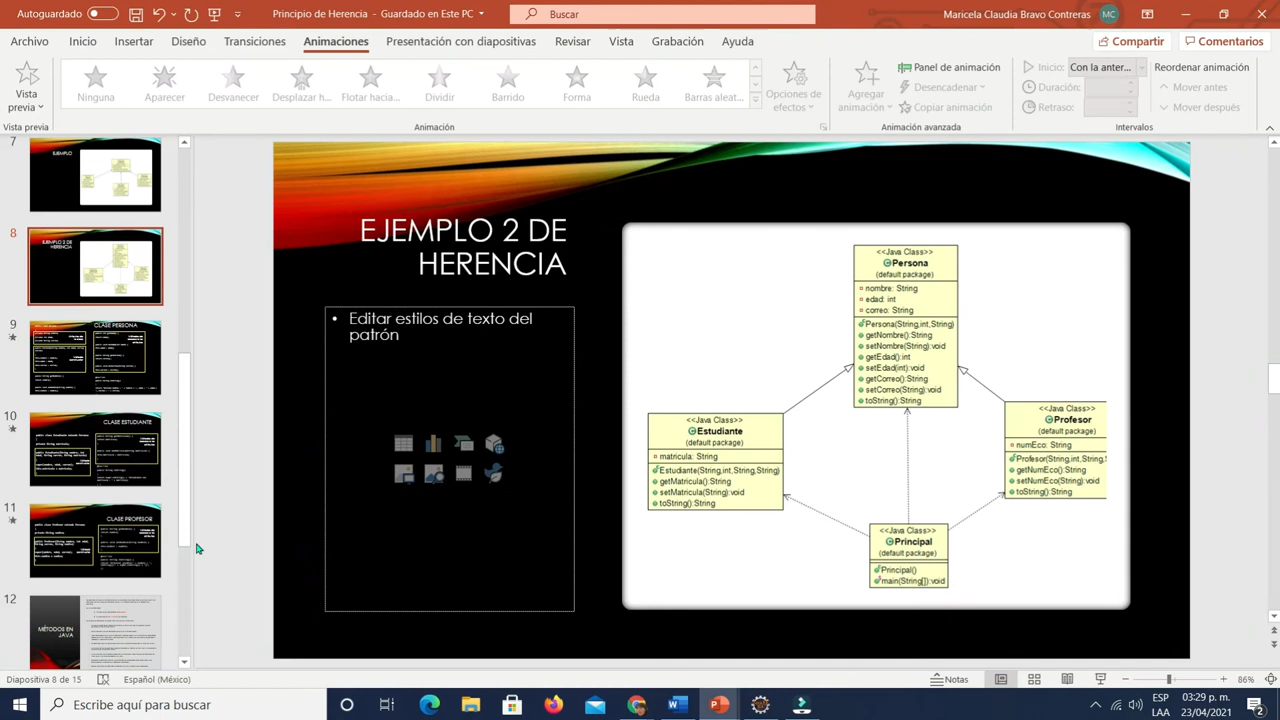 Autoguardado
Principio de Herencia - Guardado en Este PC
Buscar
Maricela Claudia Bravo Contreras
MC
Archivo
Inicio
Insertar
Diseño
Transiciones
Animaciones
Presentación con diapositivas
Revisar
Vista
Grabación
Ayuda
Compartir
Comentarios
Vista
previa
Ninguna
Aparecer
Desvanecer
Desplazar h...
Flotar hacia...
Dividir
Barrido
Forma
Rueda
Barras aleat...
Opciones de
efectos
Agregar
animación
Panel de animación
Desencadenar
Copiar animación
Inicio:
Con la anter...
Duración:
Retraso:
Reordenar animación
Mover antes
Mover después
Vista previa
Animación
Animación avanzada
Intervalos
7
EJEMPLO
8
EJEMPLO 2 DE
HERENCIA
9
CLASE PERSONA
10
CLASE ESTUDIANTE
11
CLASE PROFESOR
12
MÉTODOS EN
JAVA
EJEMPLO 2 DE
HERENCIA
• Editar estilos de texto del
patrón
<<Java Class>>
Persona
(default package)
nombre: String
edad: int
correo: String
Persona(String,int,String)
getNombre():String
setNombre(String):void
getEdad():int
setEdad(int):void
getCorreo():String
setCorreo(String):void
toString():String
<<Java Class>>
Estudiante
(default package)
matricula: String
Estudiante(String,int,String,String)
getMatricula():String
setMatricula(String):void
toString():String
<<Java Class>>
Profesor
(default package)
numEco: String
Profesor(String,int,String,S
getNumEco():String
setNumEco(String):void
toString():String
<<Java Class>>
Principal
(default package)
Principal()
main(String[]):void
Diapositiva 8 de 15
Español (México)
Notas
86%
Escribe aquí para buscar
ESP
LAA
03:29 p. m.
23/04/2021
2